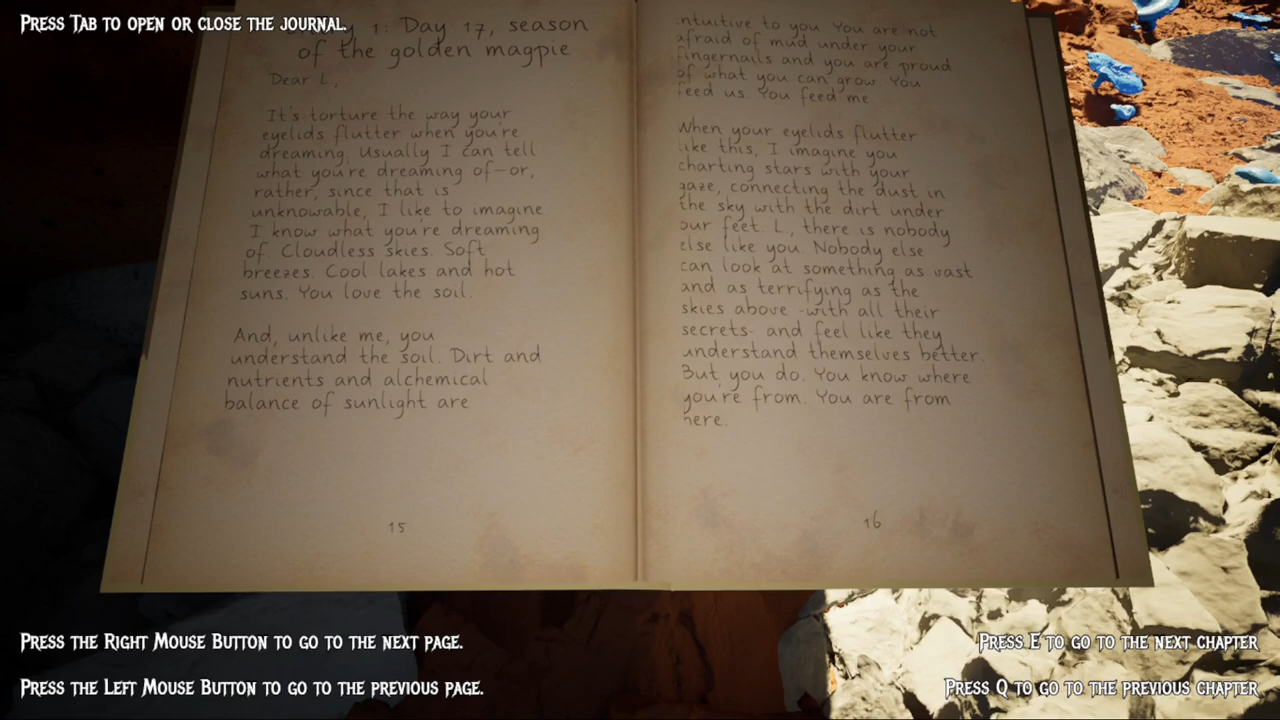 Press Tab to open or close the journal.
1: Day 17, season
of the golden magpie
Dear L,
It's torture the way your
eyelids flutter when you're
dreaming. Usually I can tell
what you're dreaming of—or,
rather, since that is
unknowable, I like to imagine
I know what you're dreaming
of. Cloudless skies. Soft
breezes. Cool lakes and hot
suns. You love the soil.
And, unlike me, you
understand the soil. Dirt and
nutrients and alchemical
balance of sunlight are
15
intuitive to you You are not
afraid of mud under your
fingernails and you are proud
of what you can grow You
feed us. You feed me
When your eyelids flutter
like this, I imagine you
charting stars with your
gaze, connecting the dust in
the sky with the dirt under
our feet. L, there is nobody
else like you. Nobody else
can look at something as vast
and as terrifying as the
skies above -with all their
secrets- and feel like they
understand themselves better.
But, you do. You know where
you're from. You are from
here.
16
Press the Right Mouse Button to go to the next page.
Press the Left Mouse Button to go to the previous page.
Press E to go to the next chapter
Press Q to go to the previous chapter